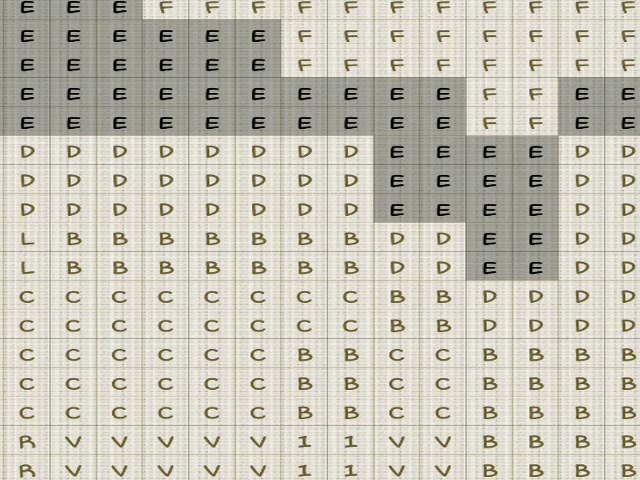 E E E F F F F F F F F F F F
E E E E E E F F F F F F F F
E E E E E E F F F F F F F F
E E E E E E E E E E F F E E
E E E E E E E E E E F F E E
D D D D D D D D E E E E D D
D D D D D D D D E E E E D D
D D D D D D D D E E E E D D
L B B B B B B B D D E E D D
L B B B B B B B D D E E D D
C C C C C C C C B B D D D D
C C C C C C C C B B D D D D
C C C C C C B B C C B B B B
C C C C C C B B C C B B B B
C C C C C C B B C C B B B B
R V V V V V 1 1 V V B B B B
R V V V V V 1 1 V V B B B B